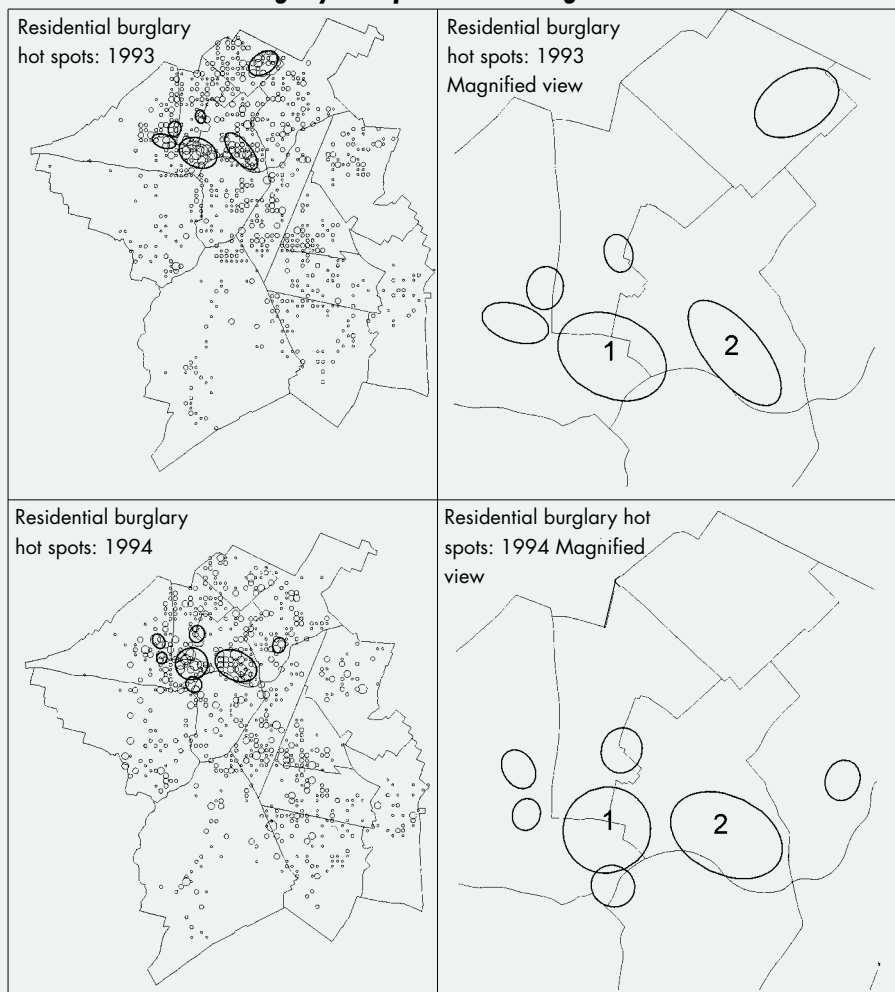 Residential burglary
hot spots: 1993
Residential burglary
hot spots: 1993
Magnified view
1
2
Residential burglary
hot spots: 1994
Residential burglary hot
spots: 1994 Magnified
view
1
2